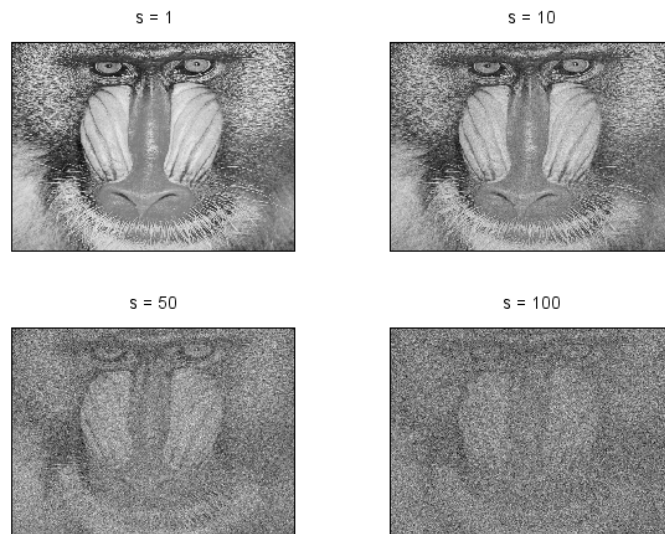 s = 1
s = 10
s = 50
s = 100